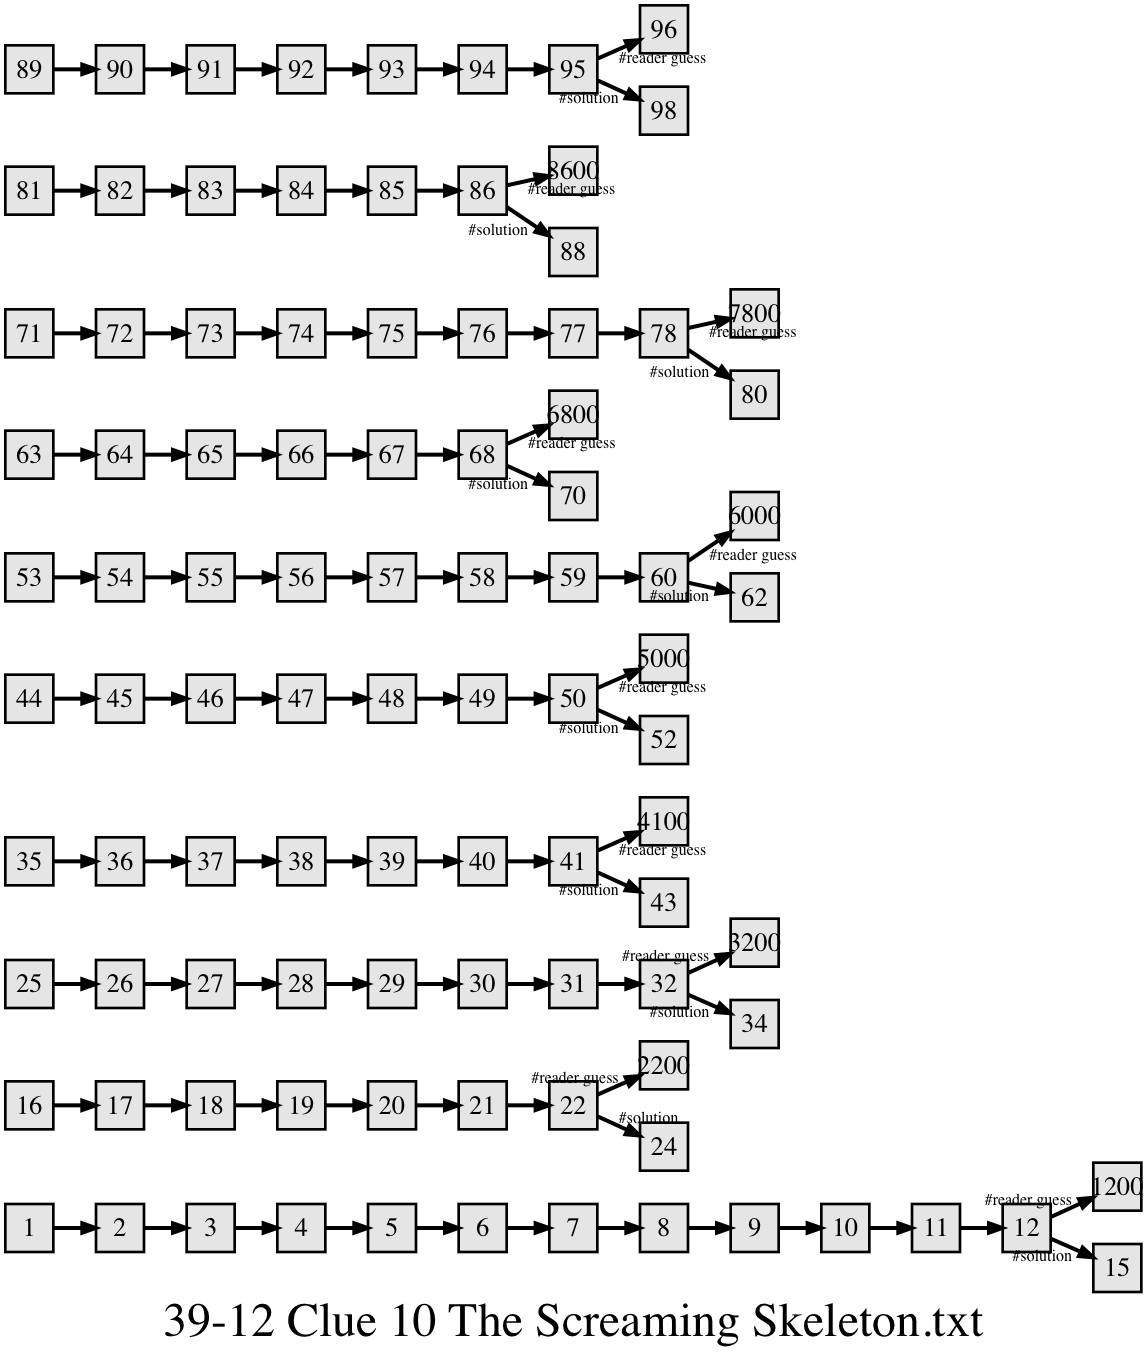 96
89 90 91 92 93 94 95
#reader guess
#solution
98
8600
81 82 83 84 85 86
#reader guess
#solution
88
7800
71 72 73 74 75 76 77 78
#reader guess
#solution
80
6800
63 64 65 66 67 68
#reader guess
#solution
70
6000
53 54 55 56 57 58 59 60
#reader guess
#solution
62
5000
44 45 46 47 48 49 50
#reader guess
#solution
52
4100
35 36 37 38 39 40 41
#reader guess
#solution
43
3200
#reader guess
25 26 27 28 29 30 31 32
#solution
34
2200
#reader guess
16 17 18 19 20 21 22
#solution
24
1200
#reader guess
1 2 3 4 5 6 7 8 9 10 11 12
#solution
15
39-12 Clue 10 The Screaming Skeleton.txt